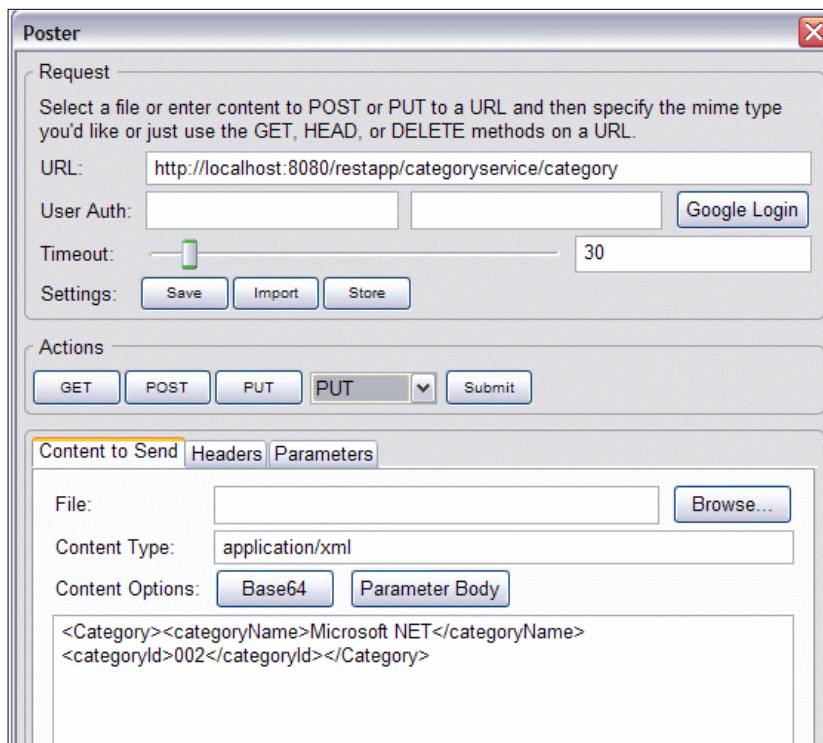 Poster
Request
Select a file or enter content to POST or PUT to a URL and then specify the mime type
you'd like or just use the GET, HEAD, or DELETE methods on a URL.
URL: http://localhost:8080/restapp/categoryservice/category
User Auth: Google Login
Timeout: 30
Settings: Save Import Store
Actions
GET POST PUT PUT Submit
Content to Send Headers Parameters
File: Browse...
Content Type: application/xml
Content Options: Base64 Parameter Body
<Category><categoryName>Microsoft NET</categoryName>
<categoryId>002</categoryId></Category>